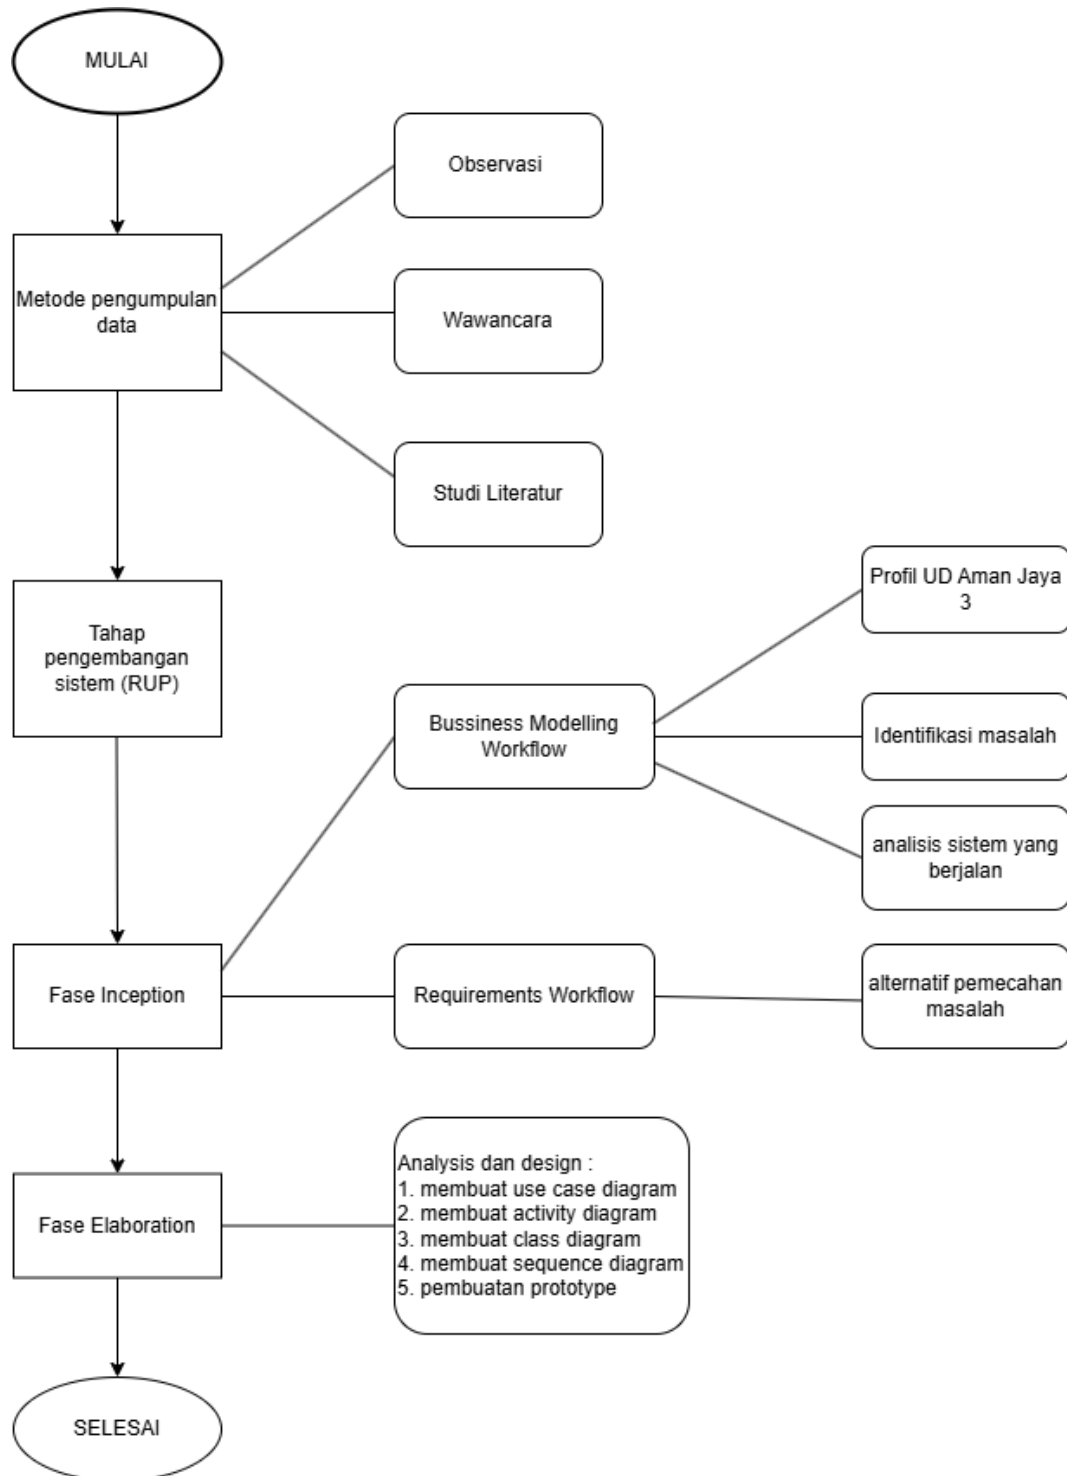 MULAI
Observasi
Metode pengumpulan
data
Wawancara
Studi Literatur
Tahap
pengembangan
sistem (RUP)
Profil UD Aman Jaya
3
Bussiness Modelling
Workflow
Identifikasi masalah
analisis sistem yang
berjalan
Fase Inception
Requirements Workflow
alternatif pemecahan
masalah
Fase Elaboration
Analysis dan design :
1. membuat use case diagram
2. membuat activity diagram
3. membuat class diagram
4. membuat sequence diagram
5. pembuatan prototype
SELESAI